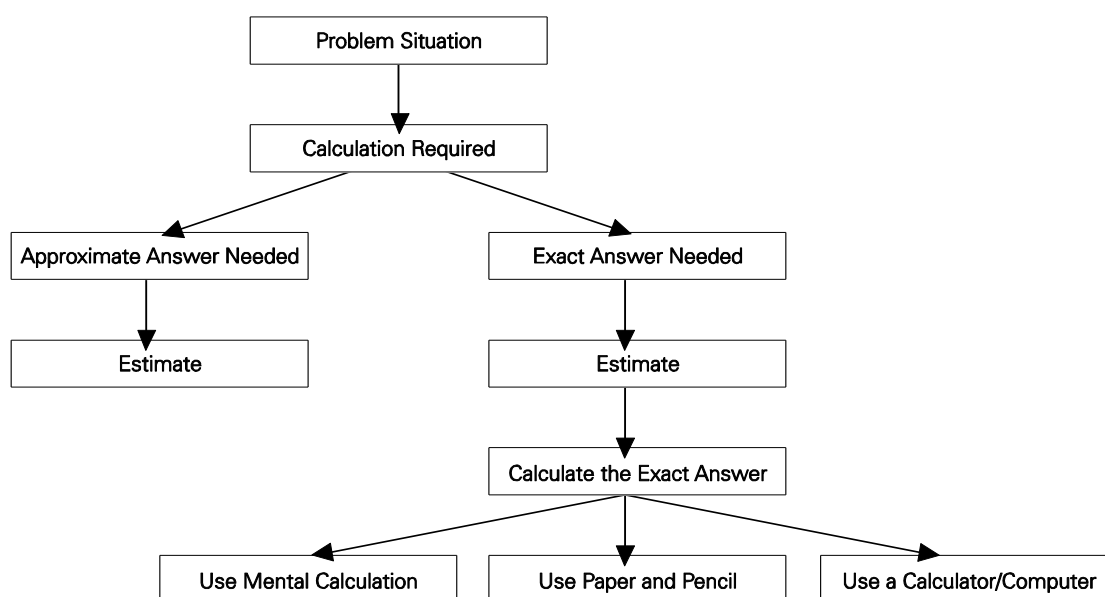 Problem Situation
Calculation Required
Approximate Answer Needed
Exact Answer Needed
Estimate
Estimate
Calculate the Exact Answer
Use Mental Calculation
Use Paper and Pencil
Use a Calculator/Computer